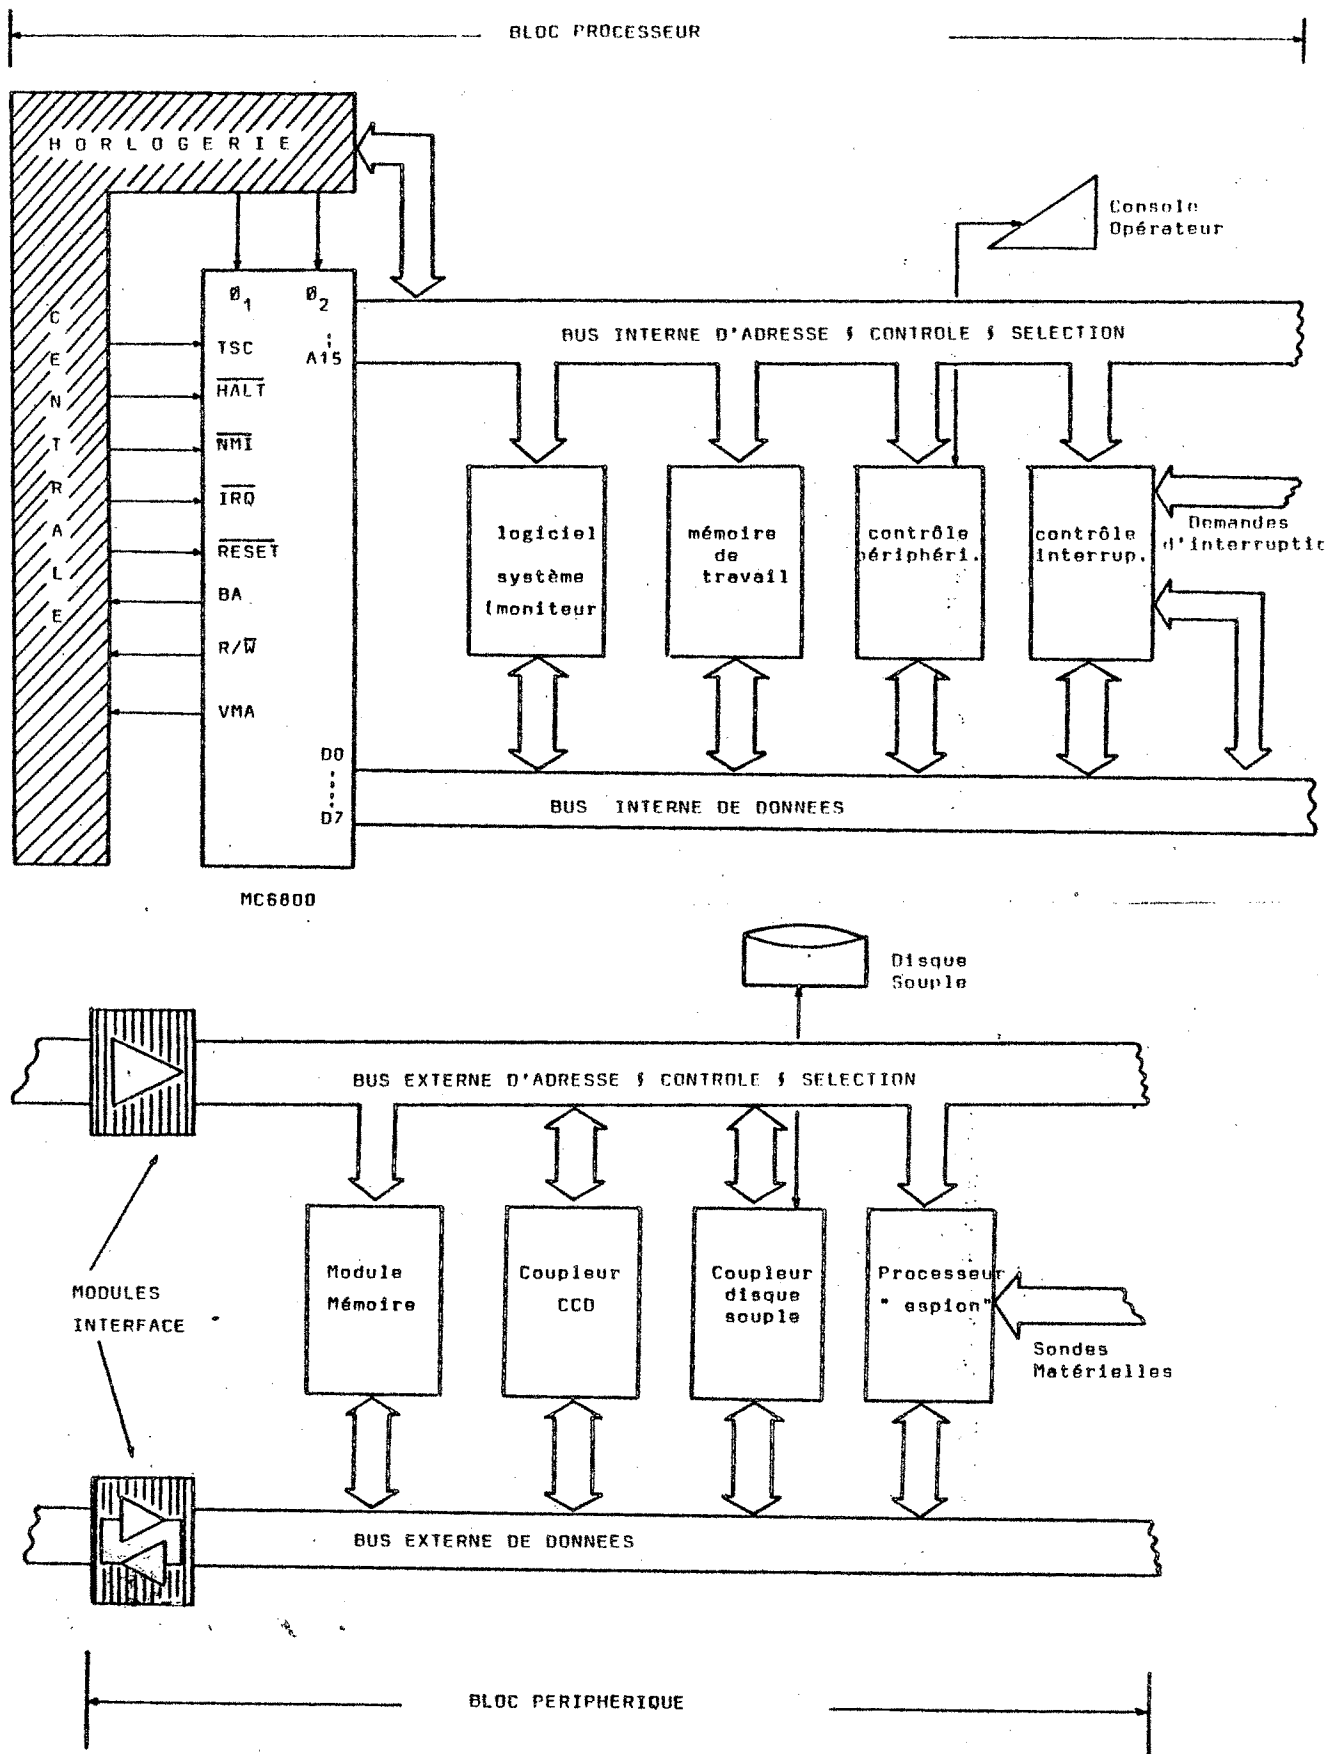 BLOC PROCESSEUR
HORLOGERIE
CENTRALE
Console
Opérateur
Ø1 Ø2
TSC
A15
HALT
NMI
IRQ
RESET
BA
R/W
VMA
D0
D7
MC6800
BUS INTERNE D'ADRESSE § CONTROLE § SELECTION
logiciel
système
(moniteur
mémoire
de
travail
contrôle
périphéri.
contrôle
interrup.
Demandes
d'interruptio
BUS INTERNE DE DONNEES
Disque
Souple
BUS EXTERNE D'ADRESSE § CONTROLE § SELECTION
MODULES
INTERFACE
Module
Mémoire
Coupleur
CCD
Coupleur
disque
souple
Processeur
" espion"
Sondes
Matérielles
BUS EXTERNE DE DONNEES
BLOC PERIPHERIQUE